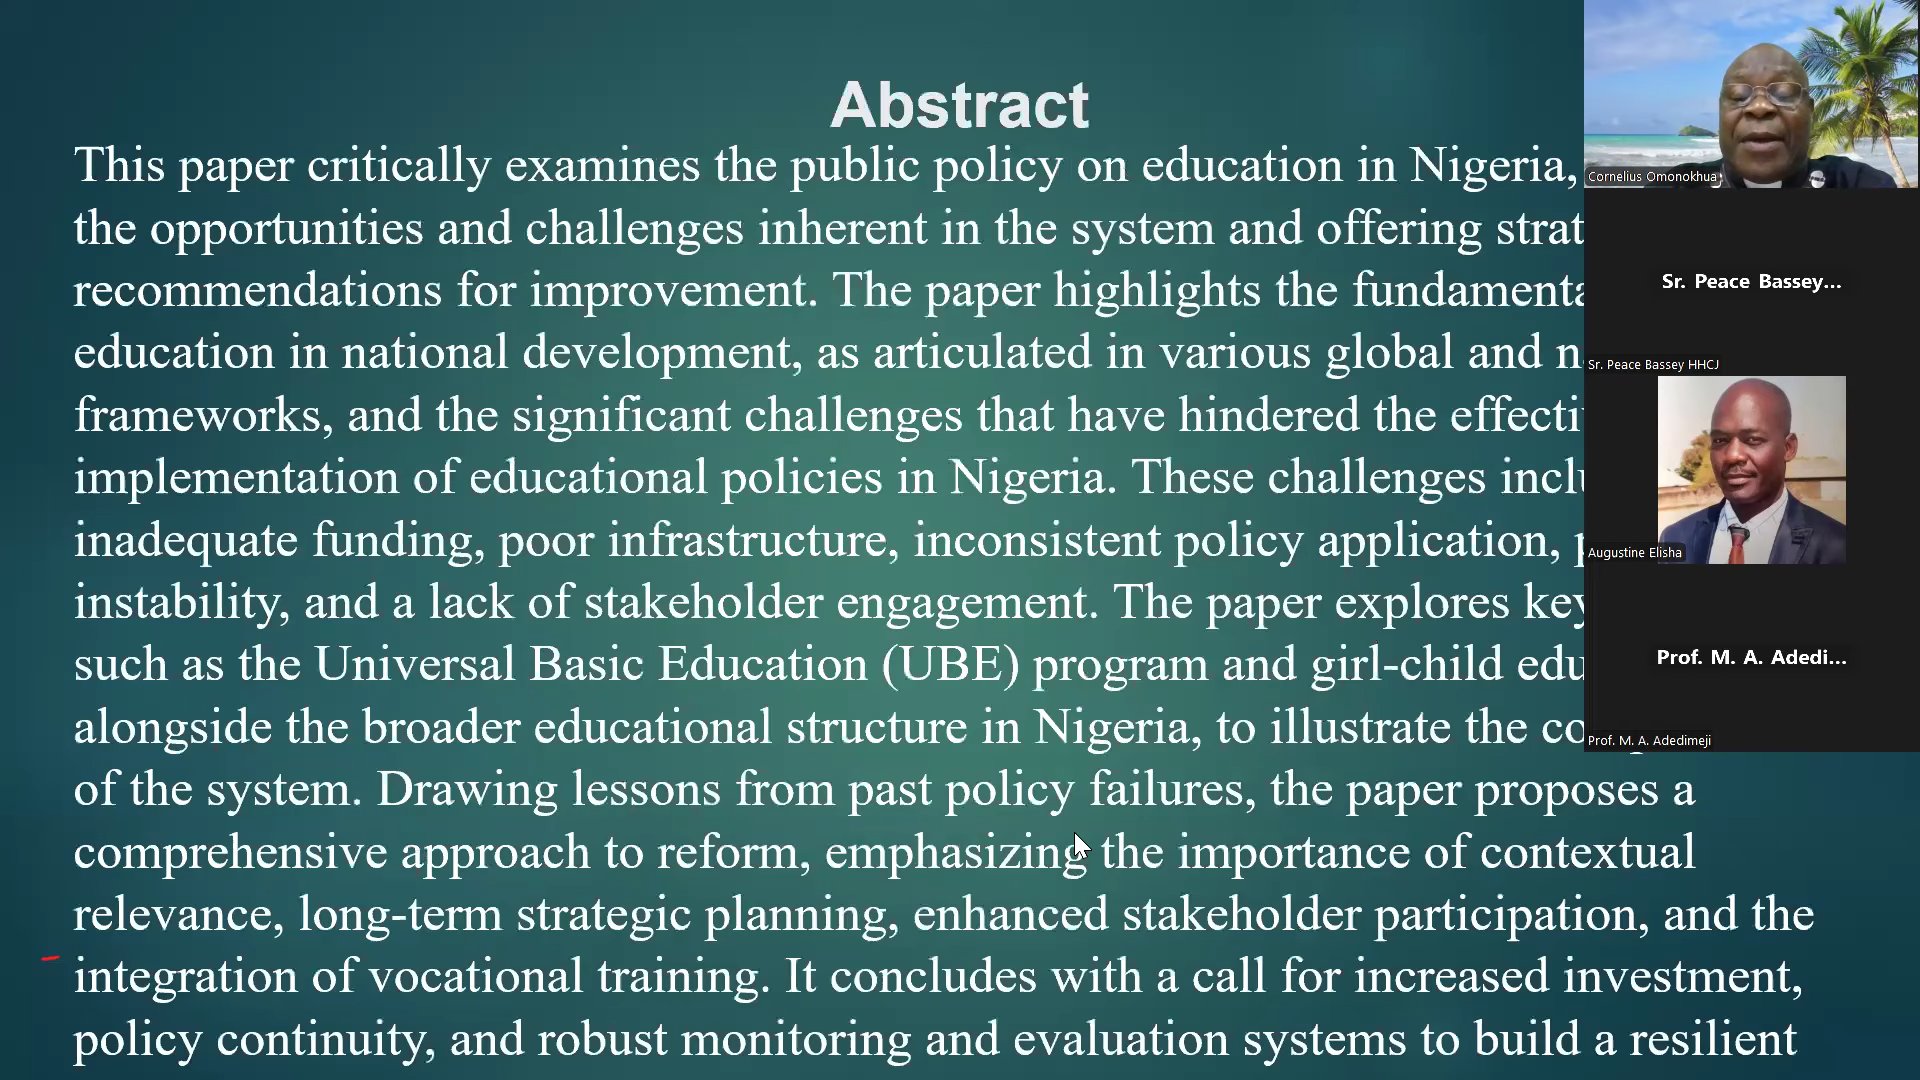 Abstract
This paper critically examines the public policy on education in Nigeria,
the opportunities and challenges inherent in the system and offering strat
recommendations for improvement. The paper highlights the fundamenta
education in national development, as articulated in various global and n
frameworks, and the significant challenges that have hindered the effecti
implementation of educational policies in Nigeria. These challenges inclu
inadequate funding, poor infrastructure, inconsistent policy application, p
instability, and a lack of stakeholder engagement. The paper explores key
such as the Universal Basic Education (UBE) program and girl-child edu
alongside the broader educational structure in Nigeria, to illustrate the co
of the system. Drawing lessons from past policy failures, the paper proposes a
comprehensive approach to reform, emphasizing the importance of contextual
relevance, long-term strategic planning, enhanced stakeholder participation, and the
integration of vocational training. It concludes with a call for increased investment,
policy continuity, and robust monitoring and evaluation systems to build a resilient
Cornelius Omonokhua
Sr. Peace Bassey...
Sr. Peace Bassey HHCJ
Augustine Elisha
Prof. M. A. Adedi...
Prof. M. A. Adedimeji